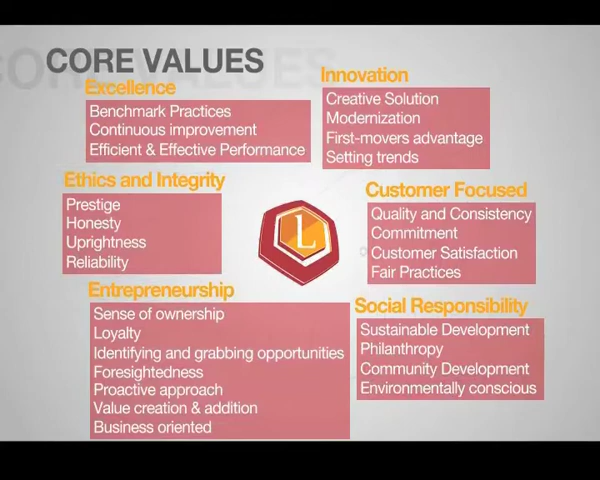 CORE VALUES
Excellence
Benchmark Practices
Continuous improvement
Efficient & Effective Performance
Innovation
Creative Solution
Modernization
First-movers advantage
Setting trends
Ethics and Integrity
Prestige
Honesty
Uprightness
Reliability
L
Customer Focused
Quality and Consistency
Commitment
Customer Satisfaction
Fair Practices
Entrepreneurship
Sense of ownership
Loyalty
Identifying and grabbing opportunities
Foresightedness
Proactive approach
Value creation & addition
Business oriented
Social Responsibility
Sustainable Development
Philanthropy
Community Development
Environmentally conscious